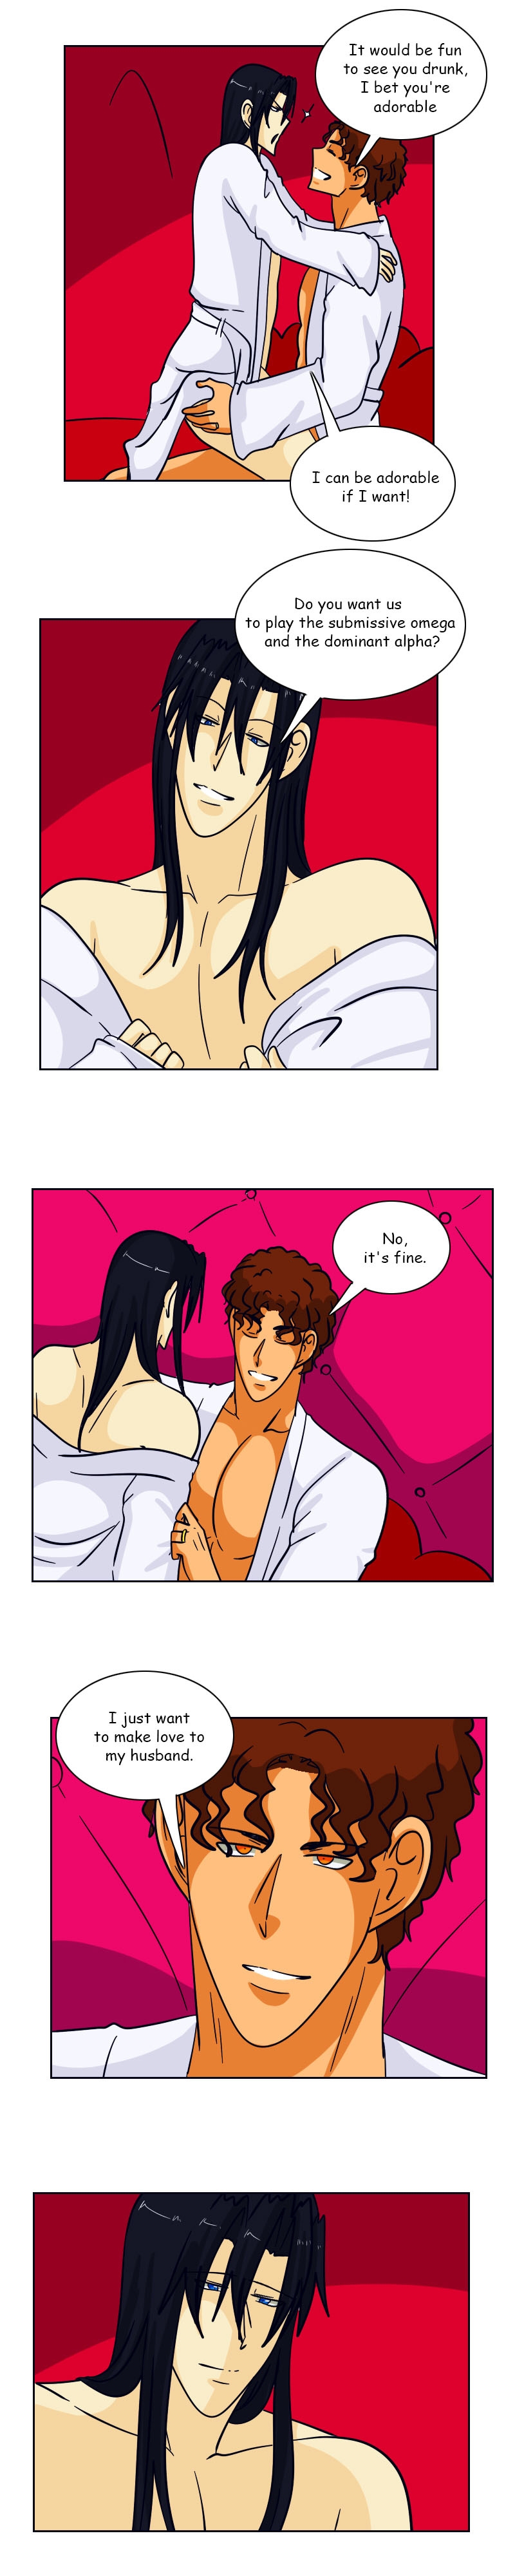 It would be fun
to see you drunk,
I bet you're
adorable
I can be adorable
if I want!
Do you want us
to play the submissive omega
and the dominant alpha?
No,
it's fine.
I just want
to make love to
my husband.